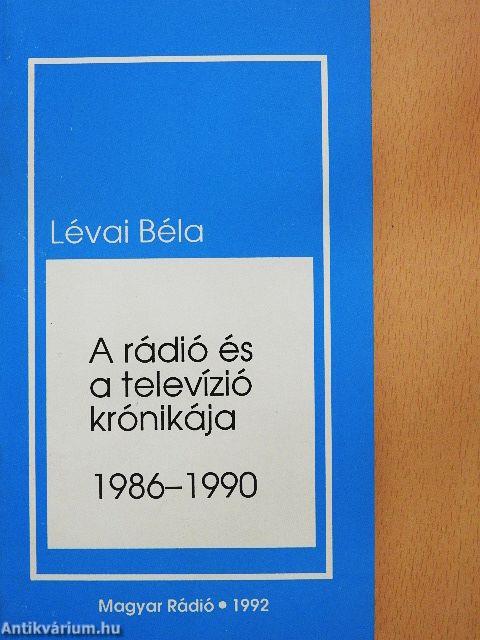 Lévai Béla
A rádió és
a televízió
krónikája
1986–1990
Magyar Rádió • 1992
Antikvárium.hu